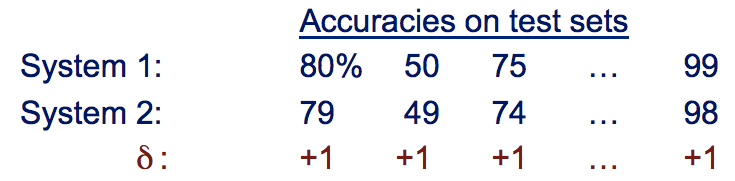 Accuracies on test sets
System 1: 80% 50 75 … 99
System 2: 79 49 74 … 98
δ: +1 +1 +1 … +1